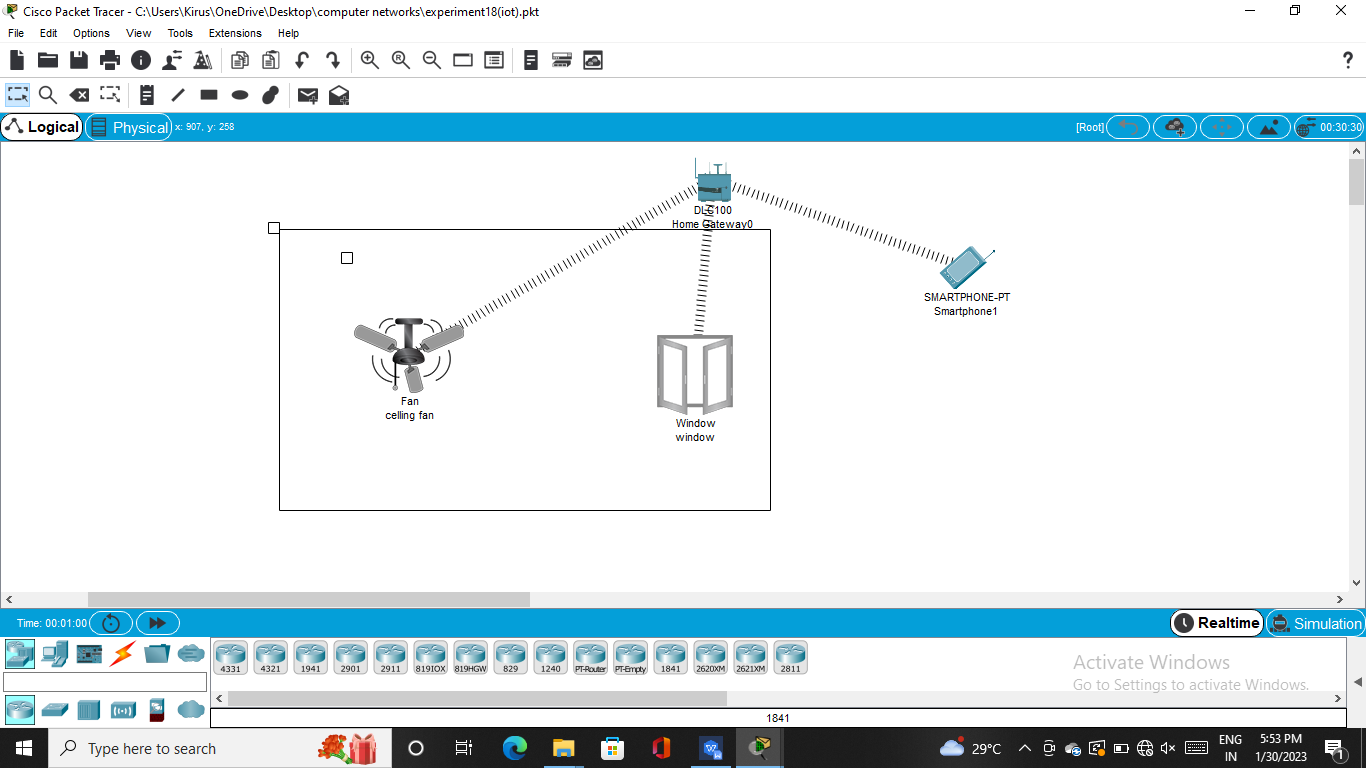 Cisco Packet Tracer - C:\Users\Kirus\OneDrive\Desktop\computer networks\experiment18(iot).pkt
File Edit Options View Tools Extensions Help
R
?
Logical Physical x: 907, y: 258 [Root] 00:30:30
DLC100
Home Gateway0
SMARTPHONE-PT
Smartphone1
Fan
celling fan
Window
window
Time: 00:01:00 Realtime Simulation
4331 4321 1941 2901 2911 819IOX 819HGW 829 1240 PT-Router PT-Empty 1841 2620XM 2621XM 2811
Activate Windows
Go to Settings to activate Windows.
1841
Type here to search
29°C
ENG
IN
5:53 PM
1/30/2023
1